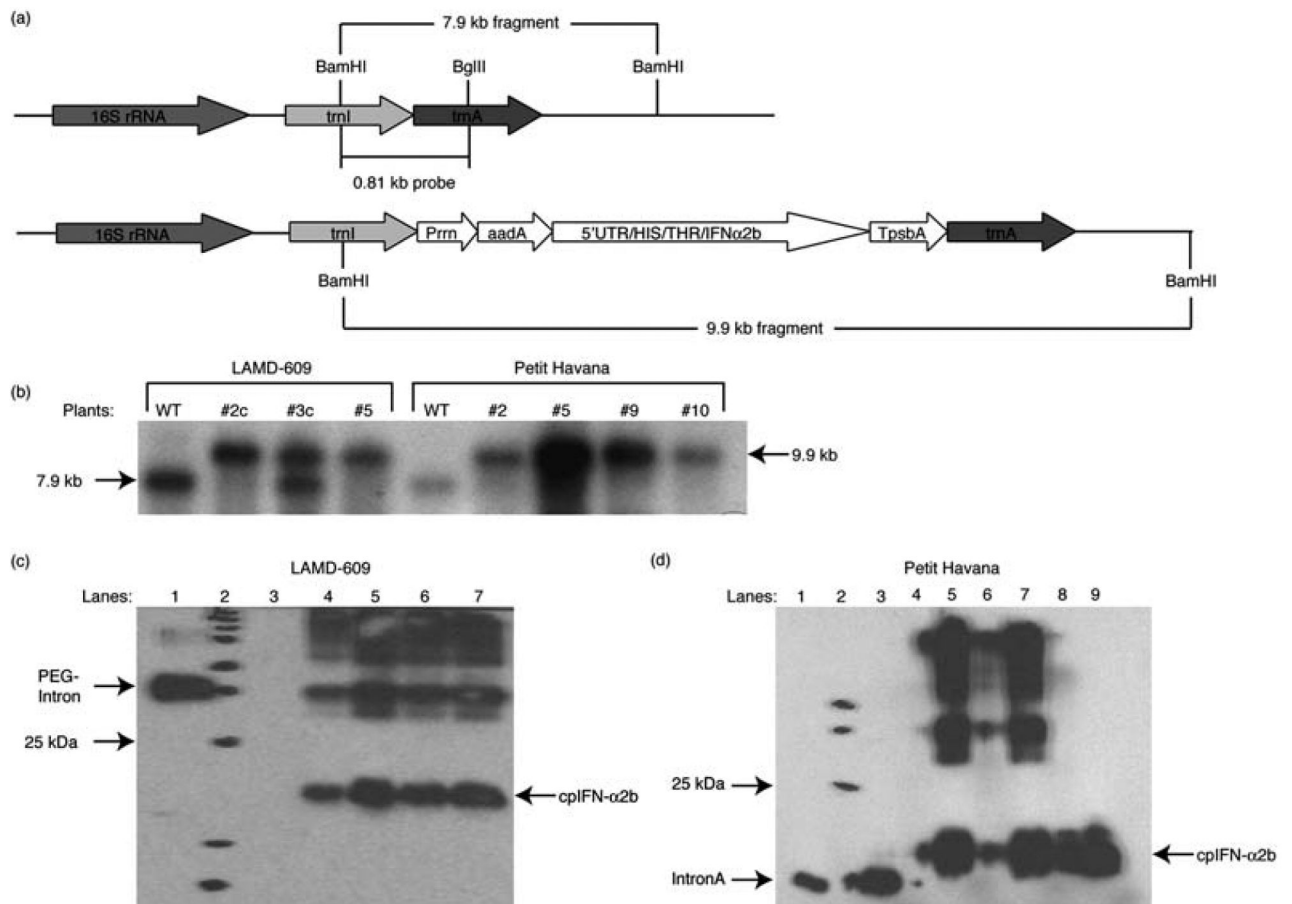 (a)
7.9 kb fragment
BamHI BglII BamHI
16S rRNA trnI trnA
0.81 kb probe
16S rRNA trnI Prrn aadA 5'UTR/HIS/THR/IFNα2b TpsbA trnA
BamHI BamHI
9.9 kb fragment
(b)
LAMD-609 Petit Havana
Plants: WT #2c #3c #5 WT #2 #5 #9 #10
7.9 kb 9.9 kb
(c)
LAMD-609
Lanes: 1 2 3 4 5 6 7
PEG-
Intron
25 kDa
cpIFN-α2b
(d)
Petit Havana
Lanes: 1 2 3 4 5 6 7 8 9
25 kDa
IntronA
cpIFN-α2b